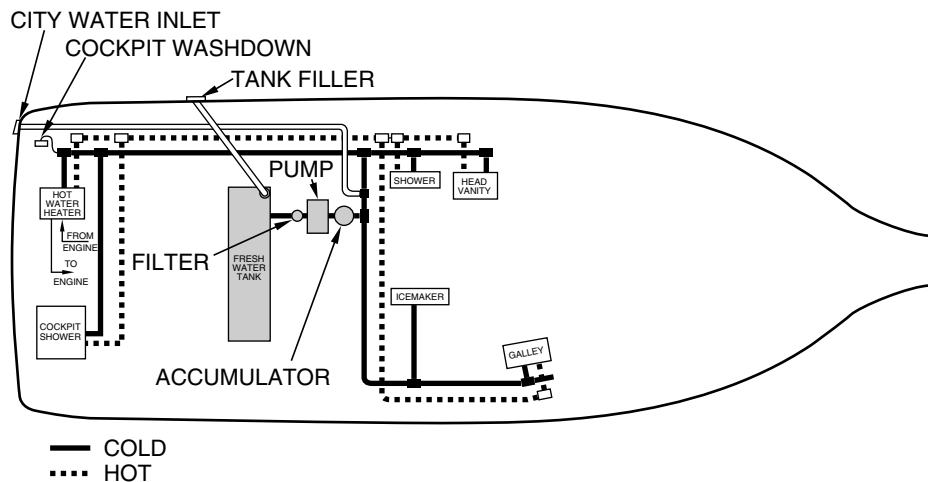 CITY WATER INLET
COCKPIT WASHDOWN
TANK FILLER
PUMP
SHOWER
HEAD
VANITY
HOT
WATER
HEATER
FROM
ENGINE
TO
ENGINE
FILTER
FRESH
WATER
TANK
ICEMAKER
COCKPIT
SHOWER
GALLEY
ACCUMULATOR
COLD
HOT